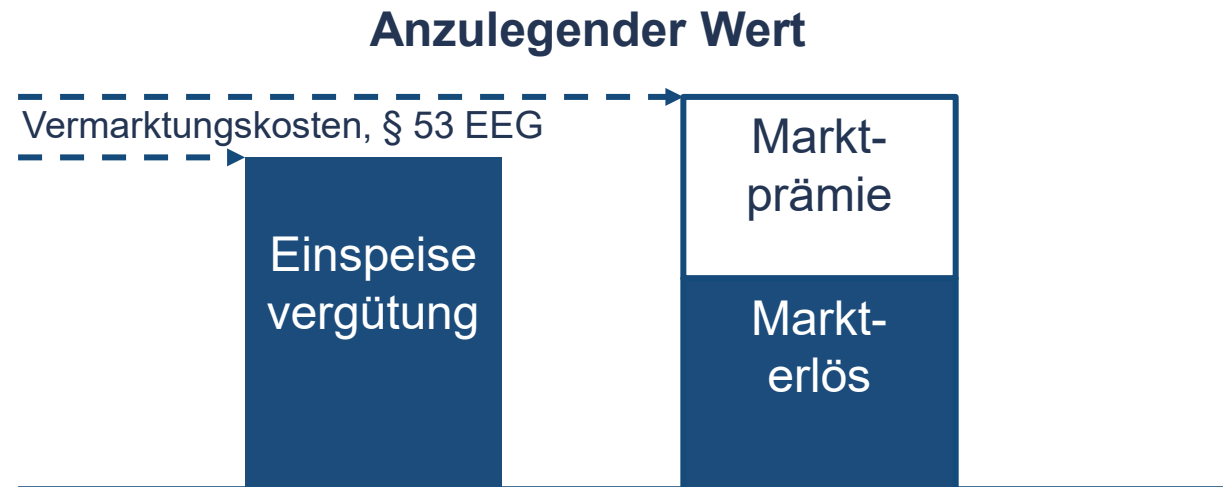 Anzulegender Wert
Vermarktungskosten, § 53 EEG
Einspeise
vergütung
Markt-
prämie
Markt-
erlös